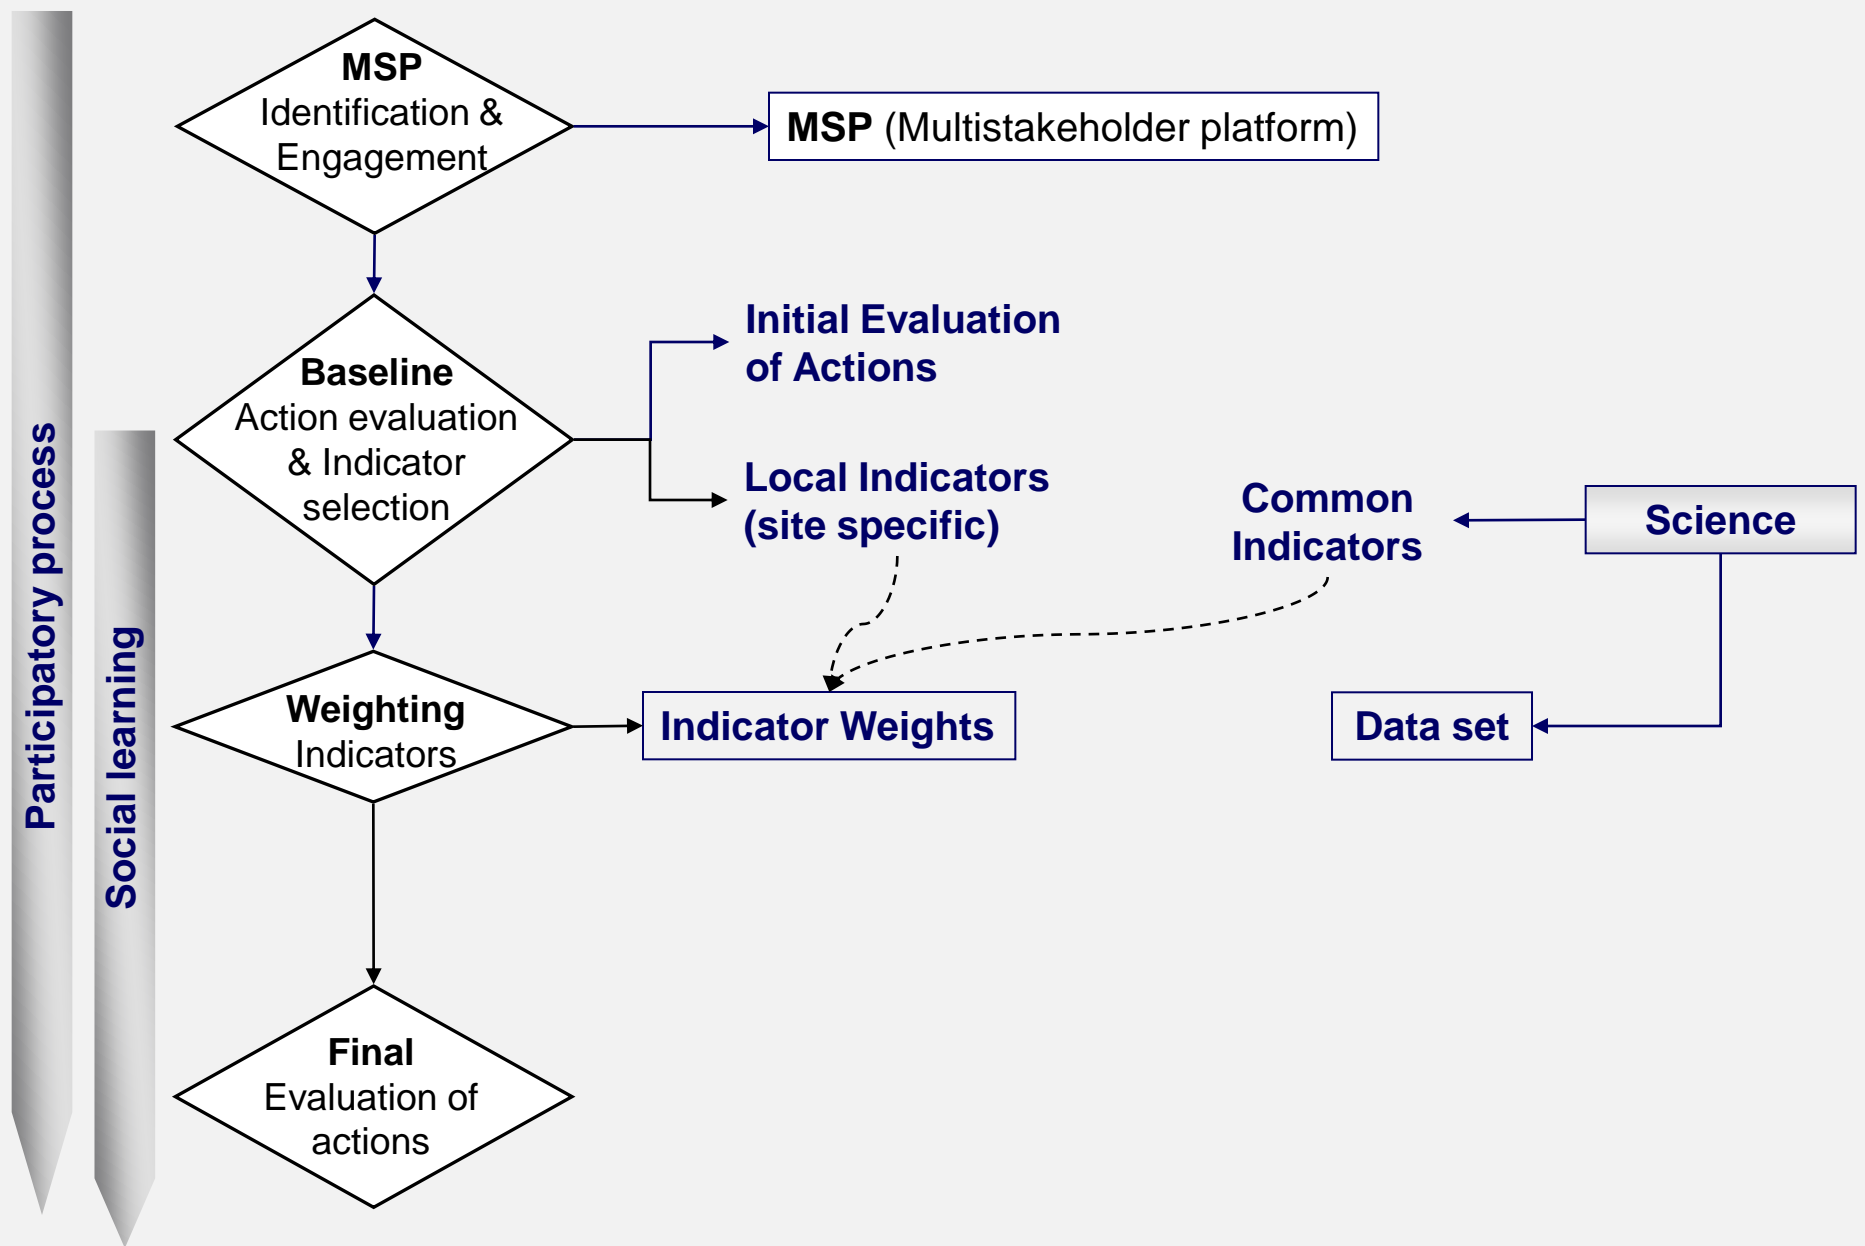 MSP
Identification &
Engagement
MSP (Multistakeholder platform)
Baseline
Action evaluation
& Indicator
selection
Initial Evaluation
of Actions
Local Indicators
(site specific)
Common
Indicators
Science
Weighting
Indicators
Indicator Weights
Data set
Final
Evaluation of
actions
Participatory process
Social learning